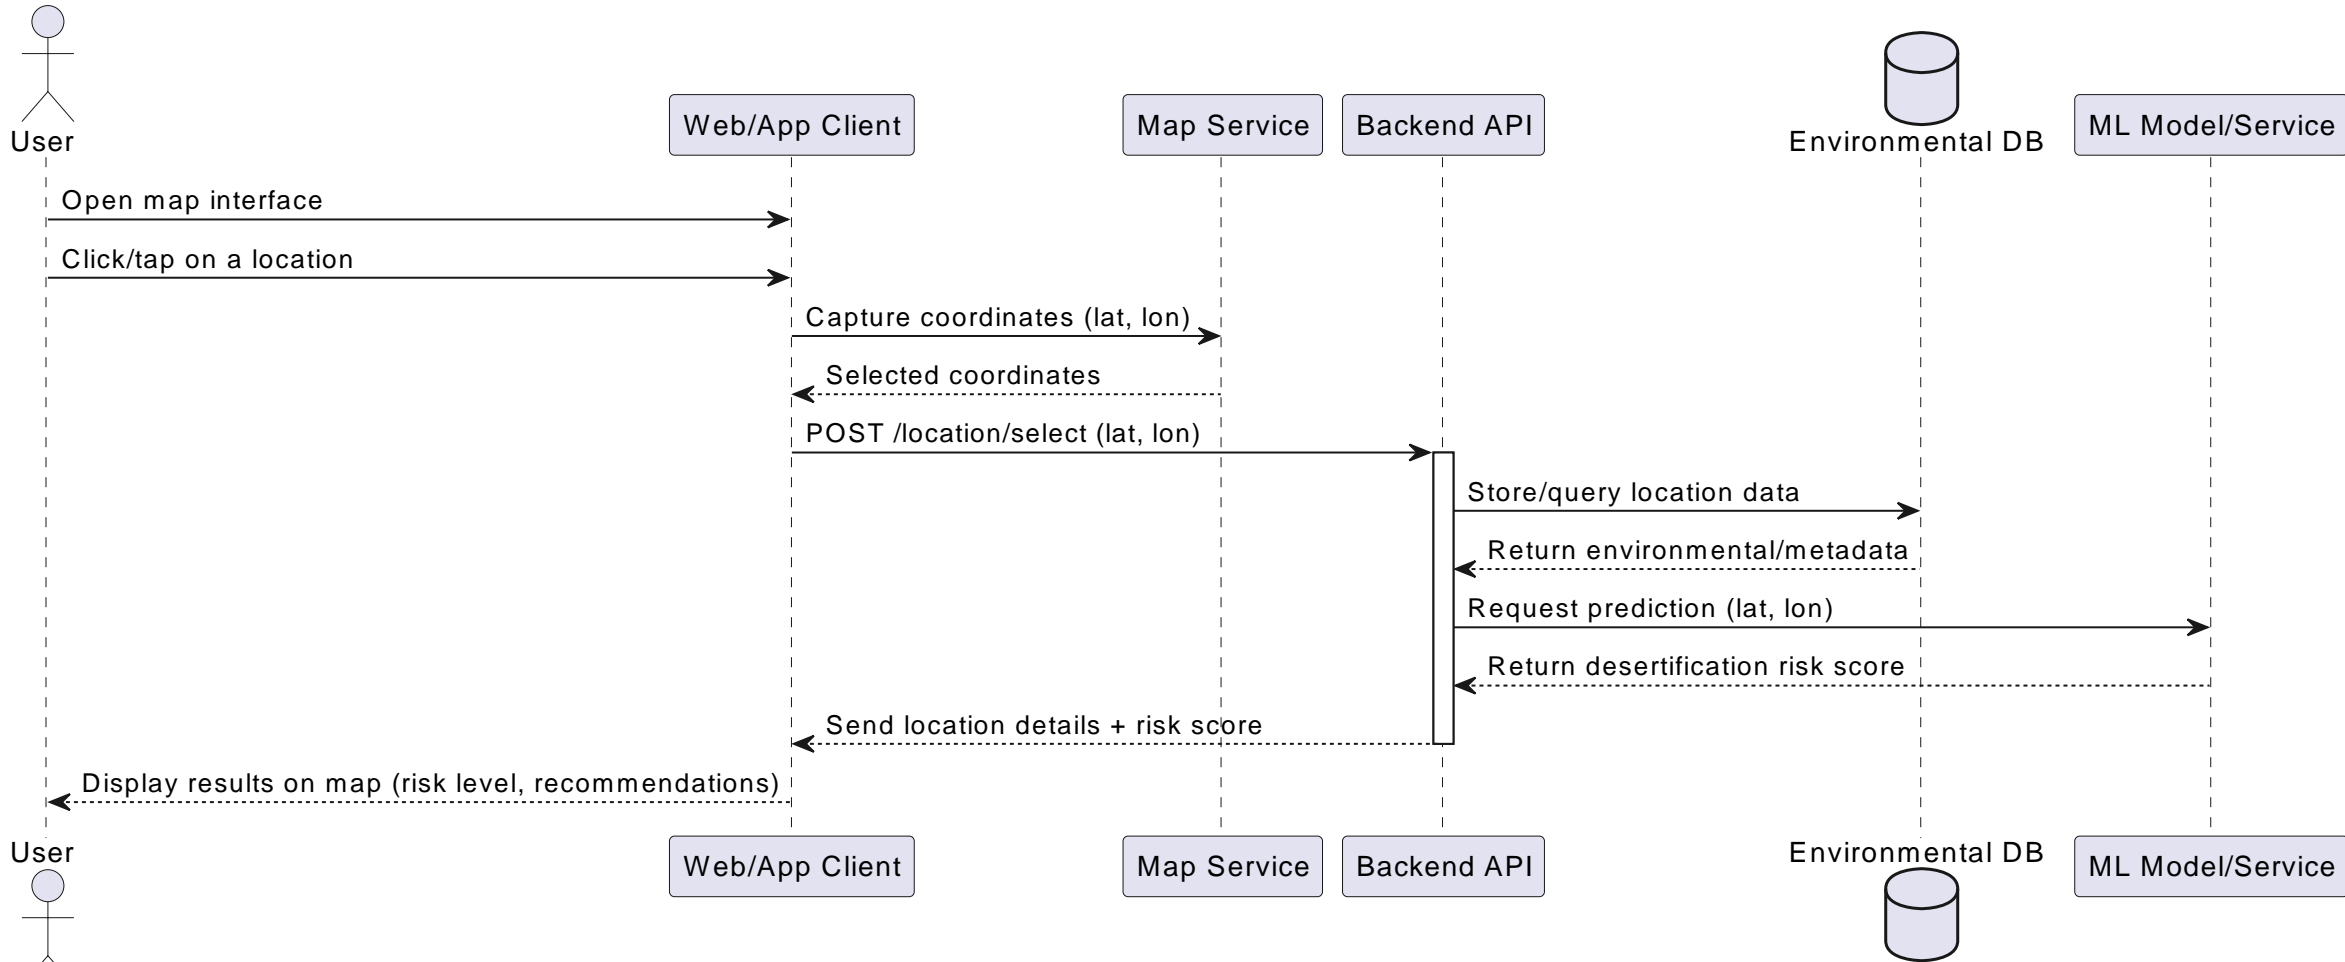 User
Web/App Client
Map Service
Backend API
Environmental DB
ML Model/Service
Open map interface
Click/tap on a location
Capture coordinates (lat, lon)
Selected coordinates
POST /location/select (lat, lon)
Store/query location data
Return environmental/metadata
Request prediction (lat, lon)
Return desertification risk score
Send location details + risk score
Display results on map (risk level, recommendations)
User
Web/App Client
Map Service
Backend API
Environmental DB
ML Model/Service